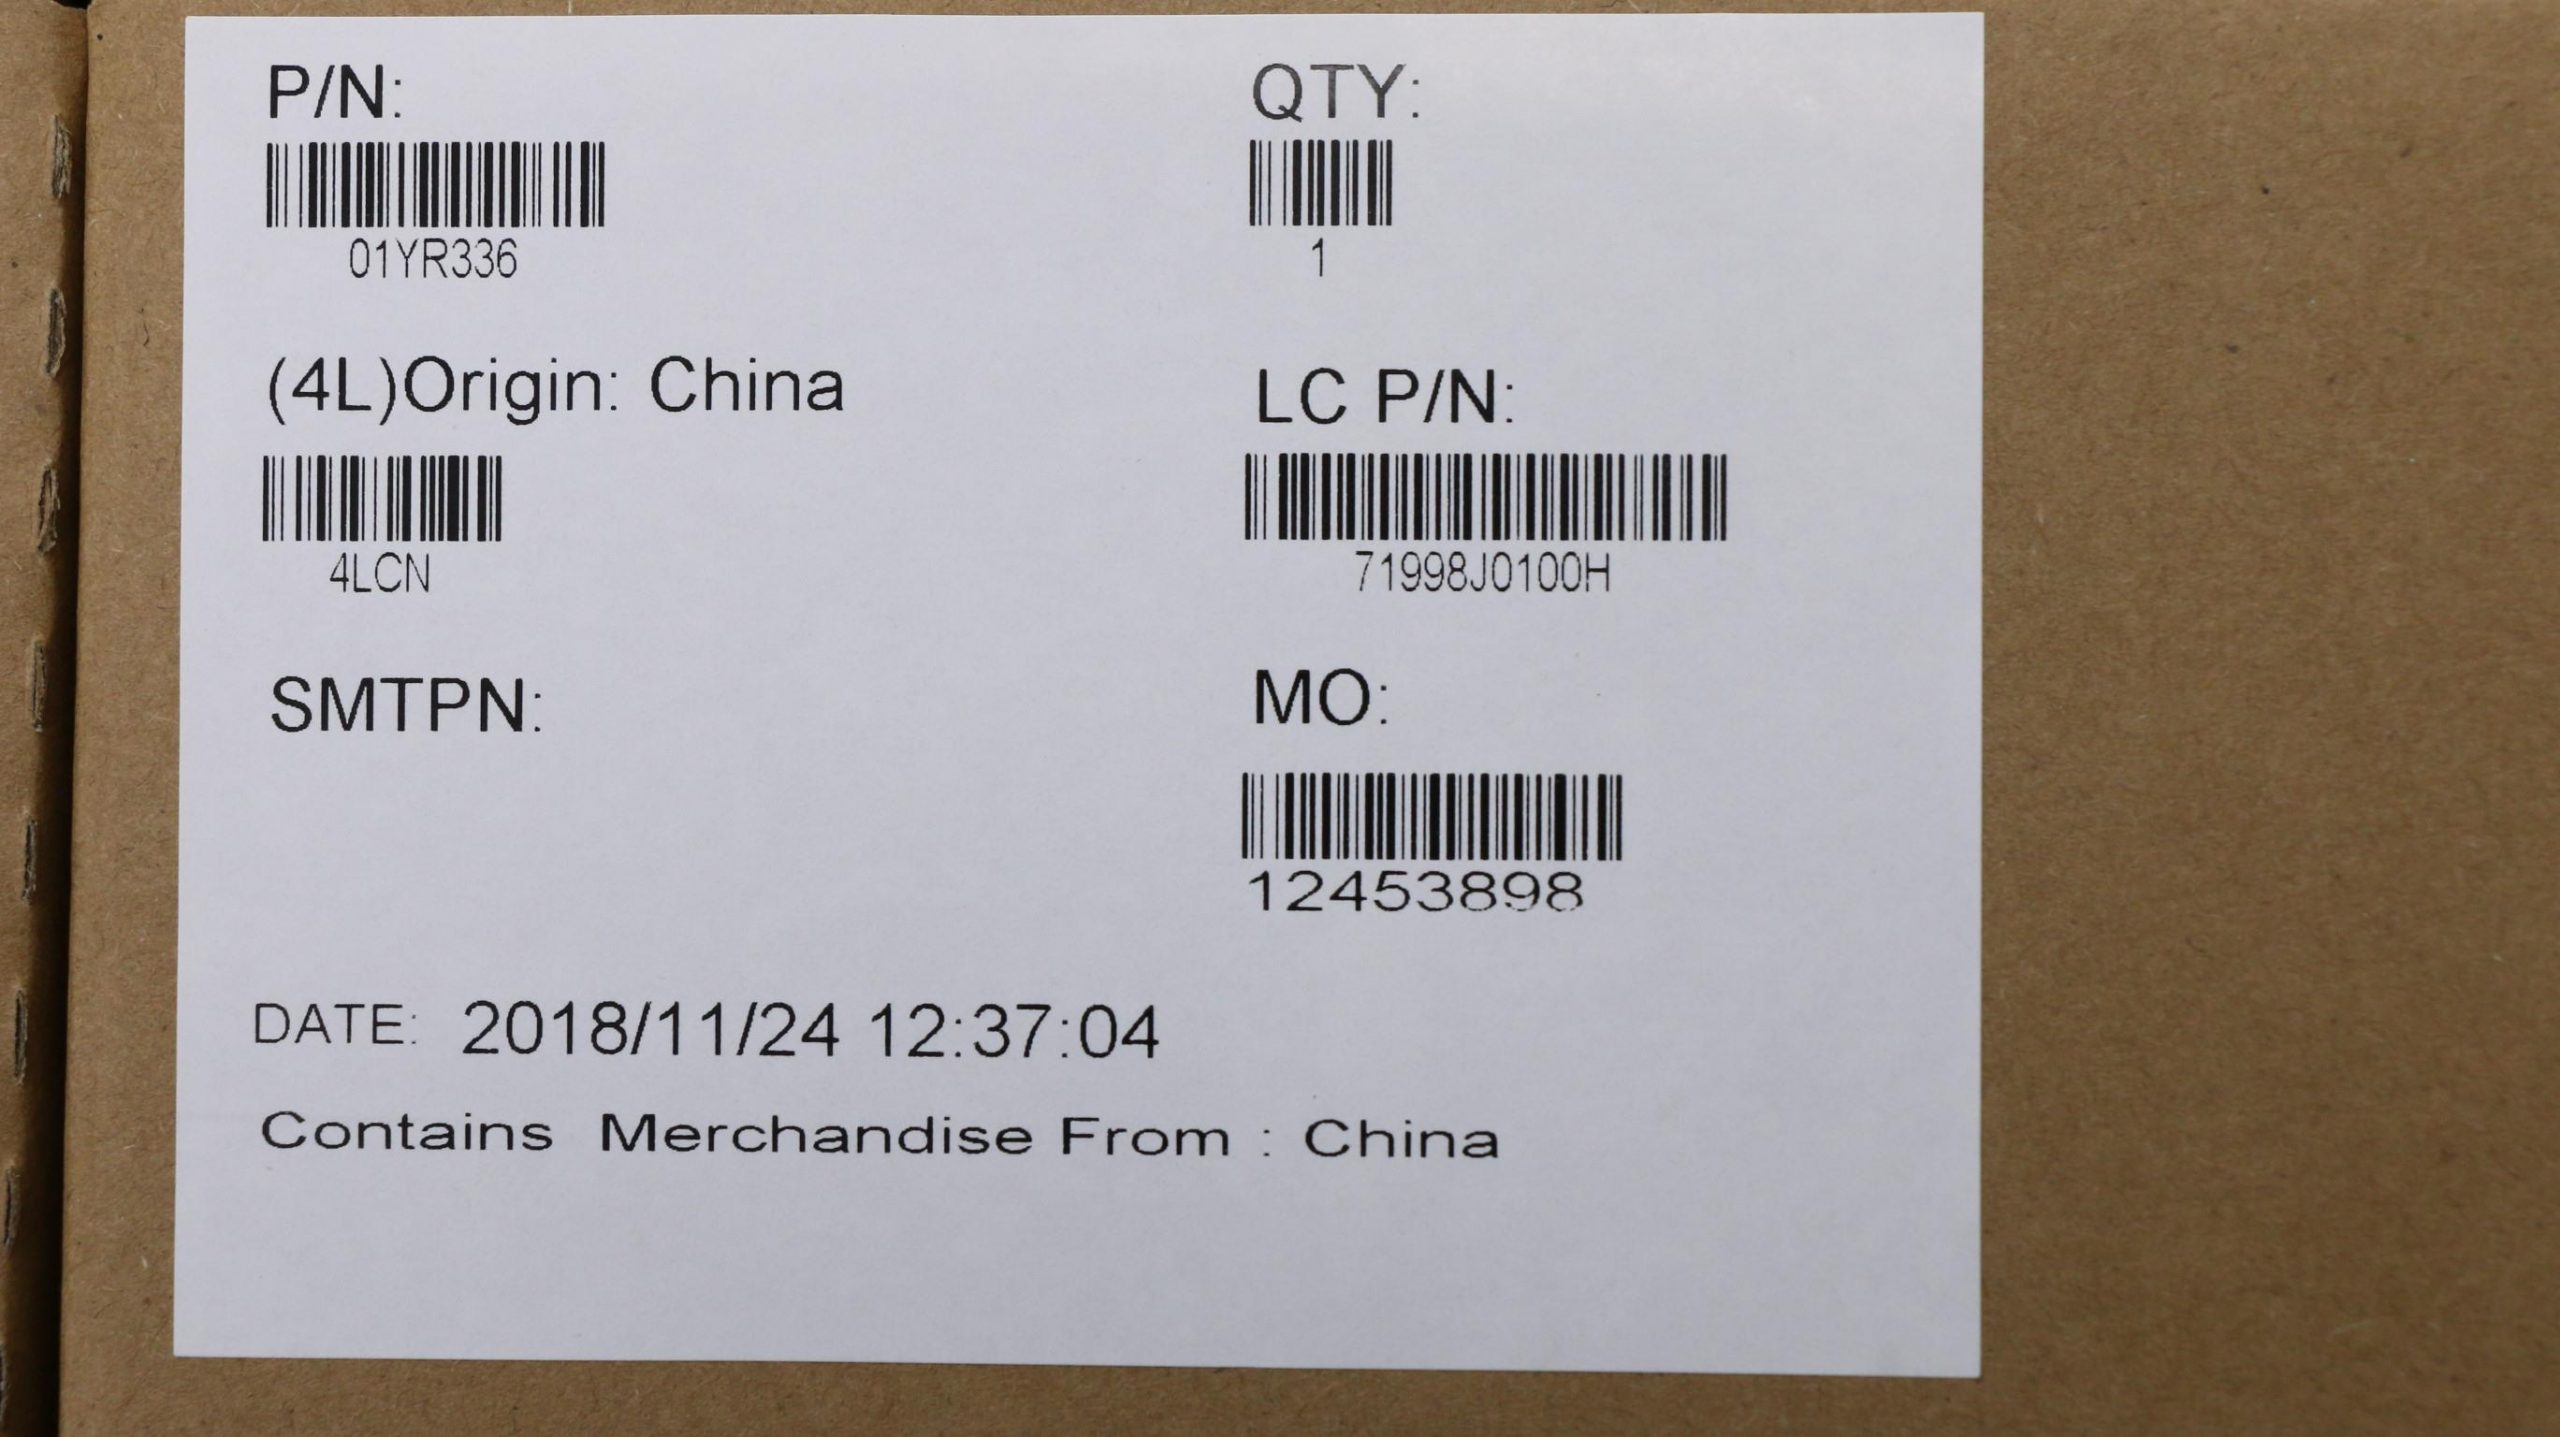 P/N:
01YR336
QTY:
1
(4L)Origin: China
4LCN
LC P/N:
71998J0100H
SMTPN:
MO:
12453898
DATE: 2018/11/24 12:37:04
Contains Merchandise From : China